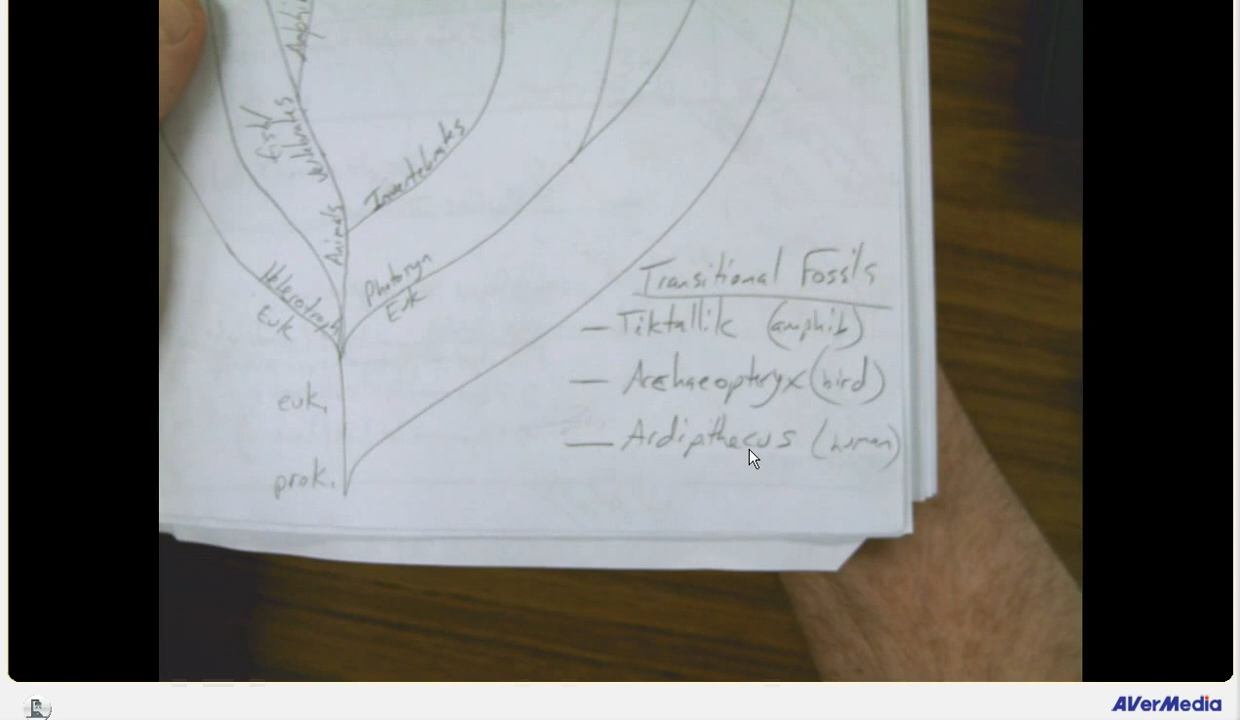 Amphi
Fish/
Vertebrates
Invertebrates
Animals
Photosyn
Euk
Heterotroph
Euk
Transitional Fossils
— Tiktallik (amphib)
— Archaeopteryx (bird)
— Ardipthecus (human)
euk.
prok.
AVerMedia